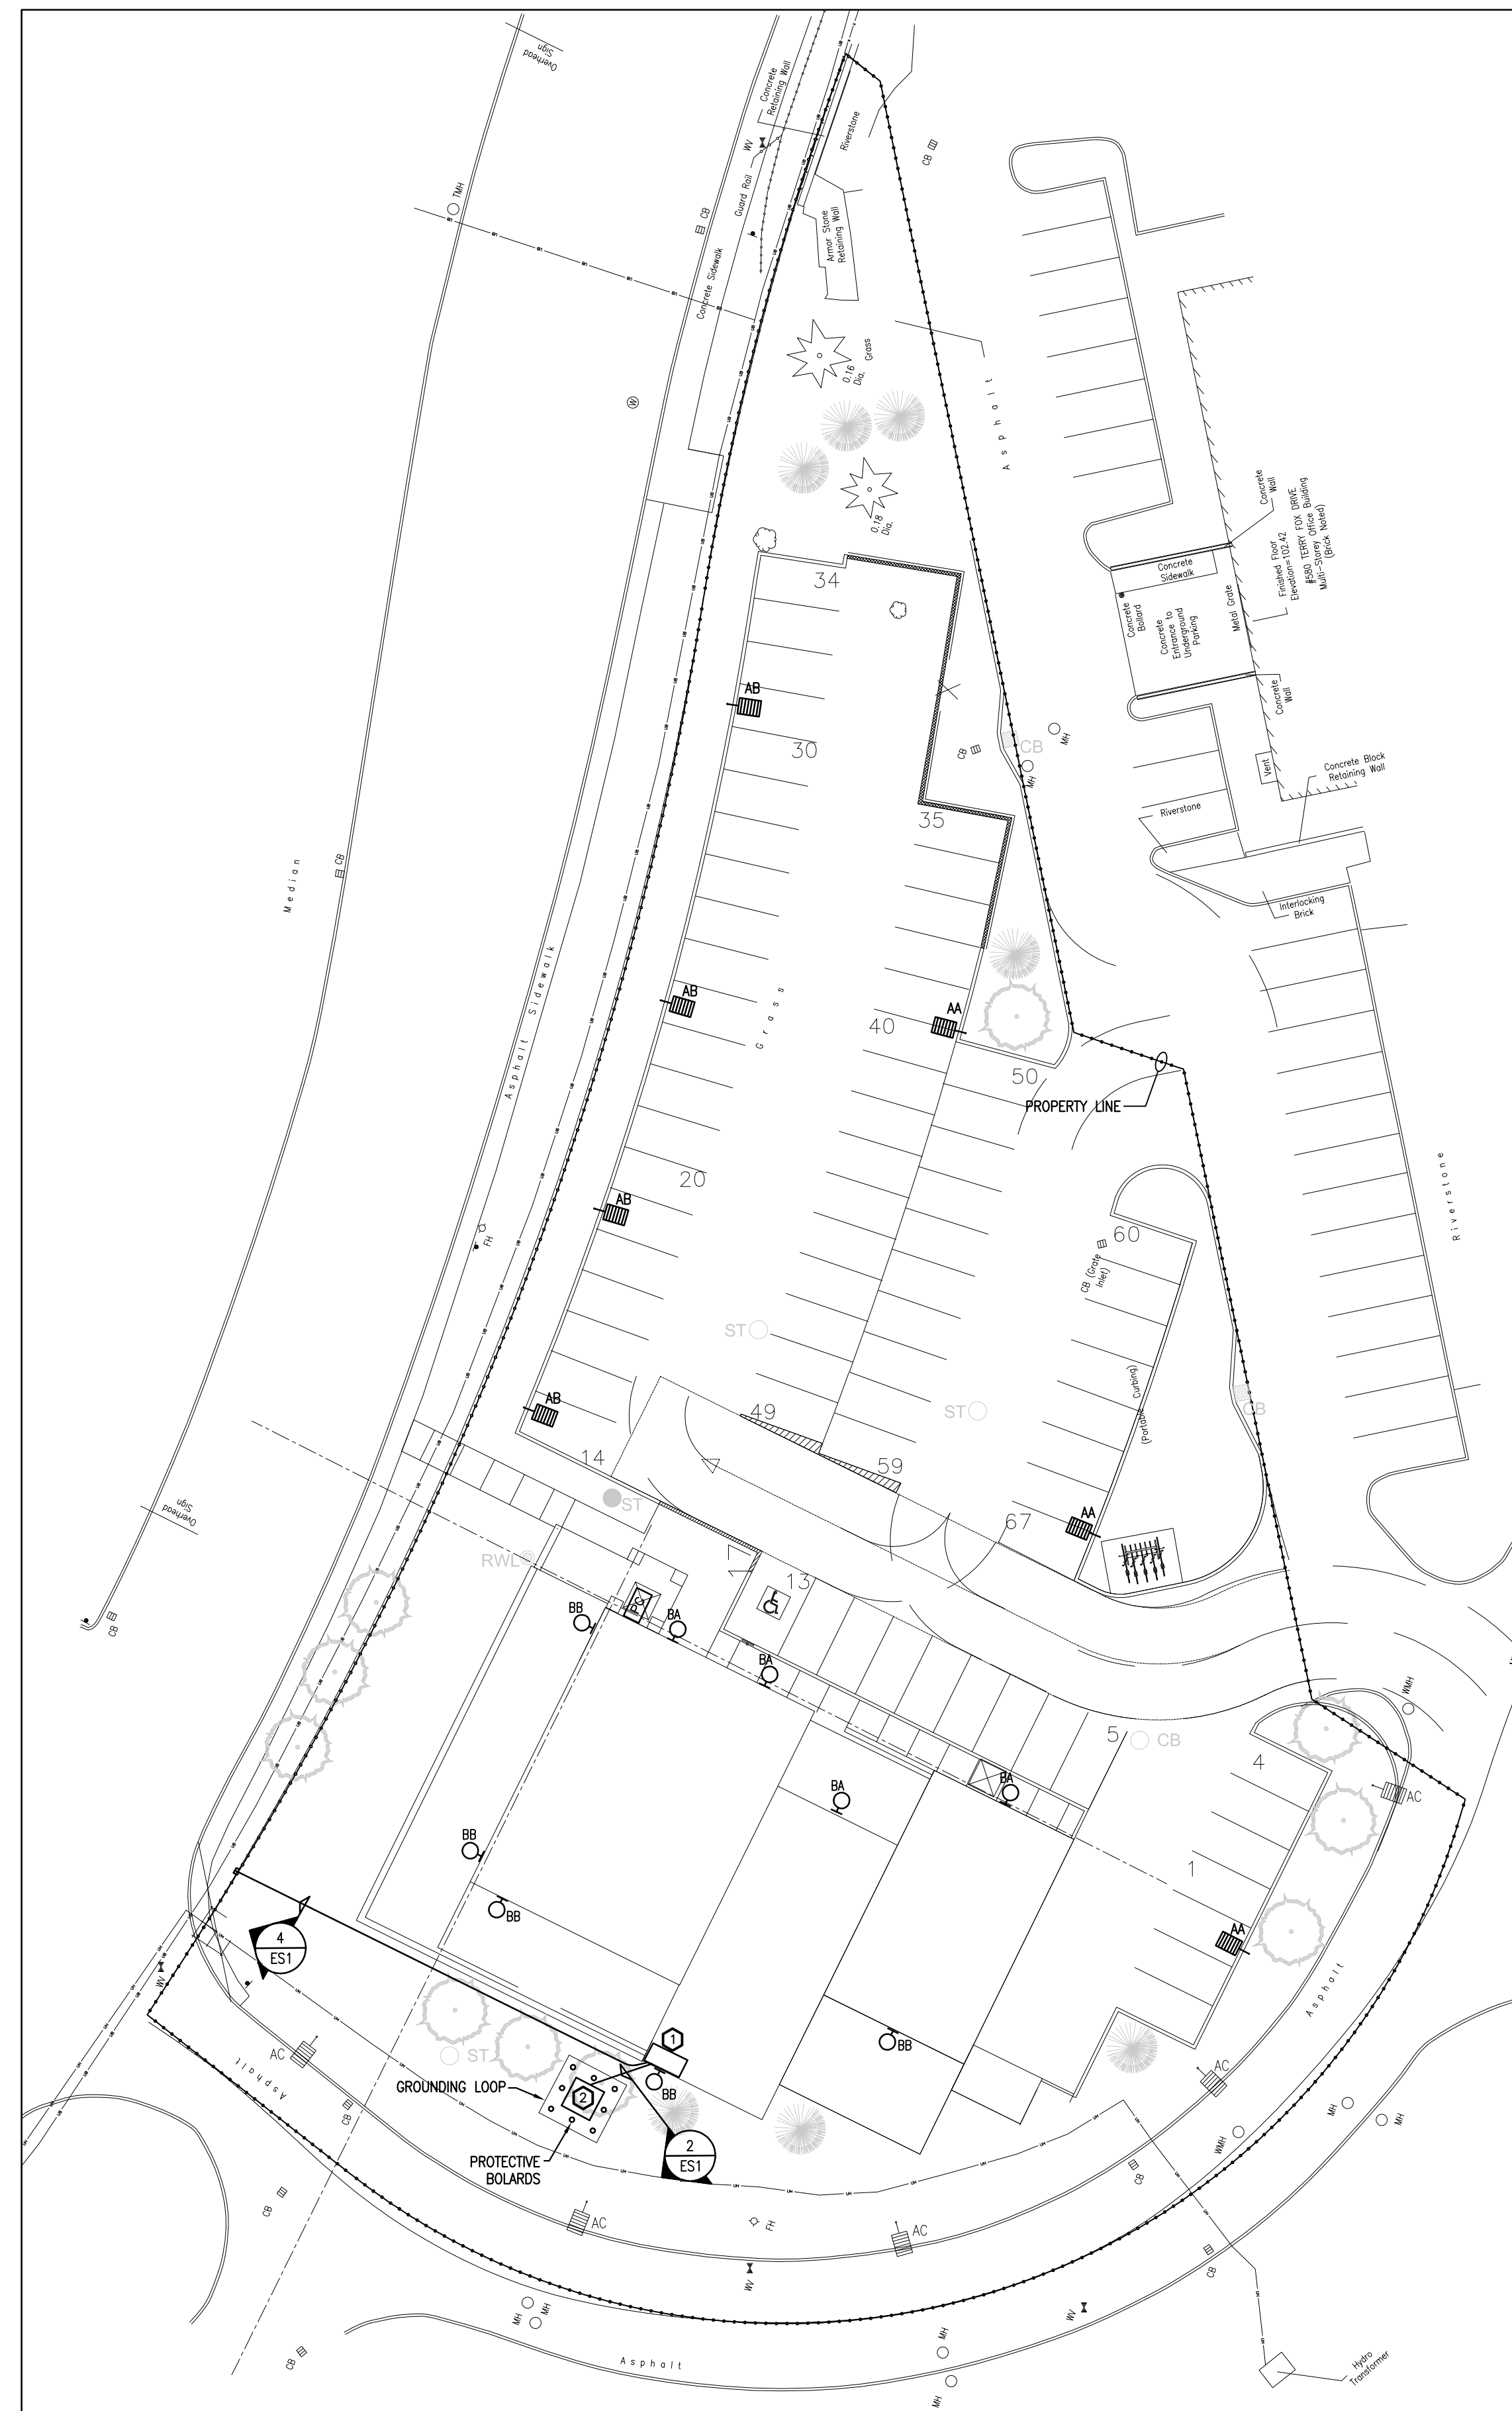 Overhead
Sign
Concrete
Retaining Wall
WV
Riverstone
CB
TMH
Guard Rail
CB
Armor Stone
Retaining Wall
Concrete Sidewalk
Grass
0.16
Dia.
W
Asphalt
0.18
Dia.
Concrete
Wall
Finished Floor
Elevation=102.42
#580 TERRY FOX DRIVE
Multi-Storey Office Building
(Brick Noted)
34
Concrete
Sidewalk
Concrete
Bollard
Concrete
Entrance to
Underground
Parking
Metal Grate
AB
Concrete
Wall
30
CB
CB
MH
MH
Vent
Concrete Block
Retaining Wall
35
Riverstone
CB
Median
Interlocking
Brick
Asphalt Sidewalk
AB
Grass
AA
40
50
PROPERTY LINE
Riverstone
20
AB
FH
60
CB (Grate
Inlet)
ST
(Portable Curbing)
AB
49
ST
CB
14
59
ST
67
AA
Overhead
Sign
RWL
17
13
BB
BA
BA
CB
WMH
5
CB
4
BA
BA
AC
BB
1
BB
AA
4
ES1
WV
Asphalt
AC
ST
1
BB
BB
AC
GROUNDING LOOP
2
Asphalt
CB
MH
MH
WMH
2
ES1
PROTECTIVE
BOLARDS
CB
CB
AC
FH
AC
CB
WV
WV
MH
MH
MH
CB
Asphalt
MH
Hydro
Transformer